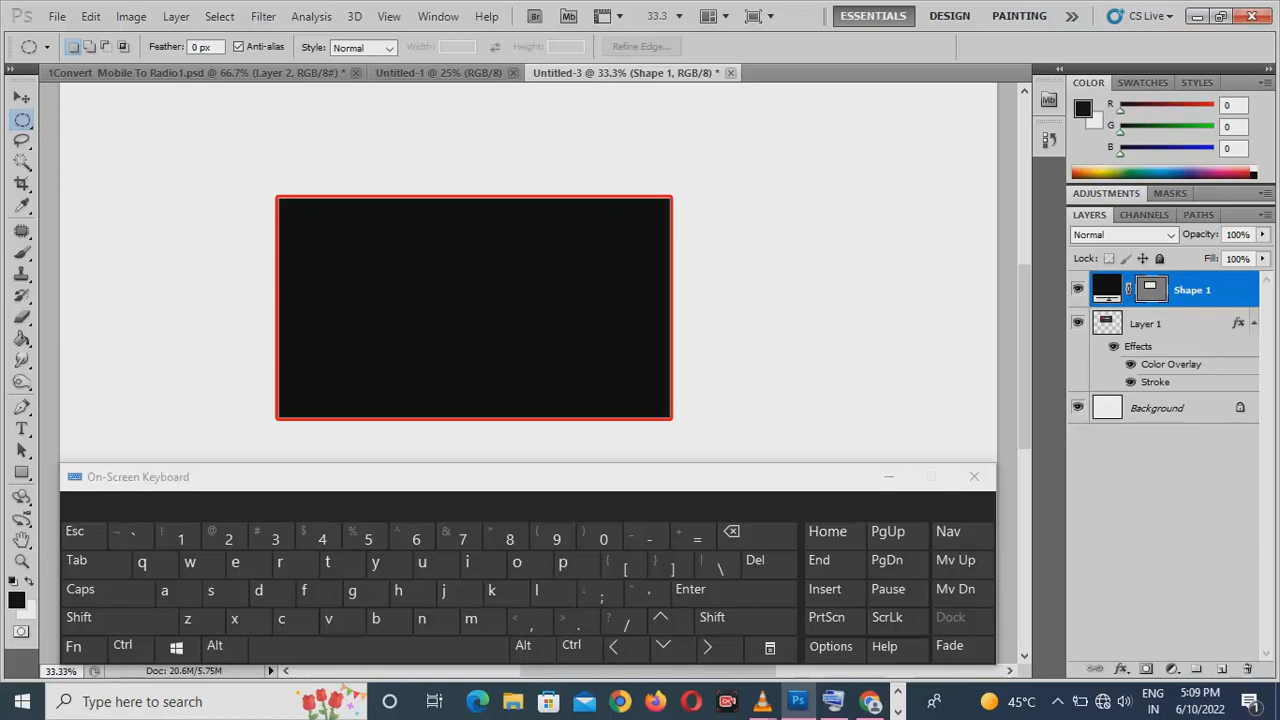 Ps File Edit Image Layer Select Filter Analysis 3D View Window Help Br Mb 33.3 ESSENTIALS DESIGN PAINTING CS Live
Feather: 0 px Anti-alias Style: Normal Width: Height: Refine Edge...
1Convert Mobile To Radio1.psd @ 66.7% (Layer 2, RGB/8#) * Untitled-1 @ 25% (RGB/8) Untitled-3 @ 33.3% (Shape 1, RGB/8) *
COLOR SWATCHES STYLES
R 0
G 0
B 0
ADJUSTMENTS MASKS
LAYERS CHANNELS PATHS
Normal Opacity: 100%
Lock: Fill: 100%
Shape 1
Layer 1 fx
Effects
Color Overlay
Stroke
Background
On-Screen Keyboard
Esc ~ ` ! 1 @ 2 # 3 $ 4 % 5 ^ 6 & 7 * 8 ( 9 ) 0 _ - + = Home PgUp Nav
Tab q w e r t y u i o p { [ } ] | \ Del End PgDn Mv Up
Caps a s d f g h j k l : ; " ' Enter Insert Pause Mv Dn
Shift z x c v b n m < , > . ? / Shift PrtScn ScrLk Dock
Fn Ctrl Alt Alt Ctrl Options Help Fade
33.33% Doc: 20.6M/5.75M
Type here to search Ps 45°C ENG IN 5:09 PM 6/10/2022 1